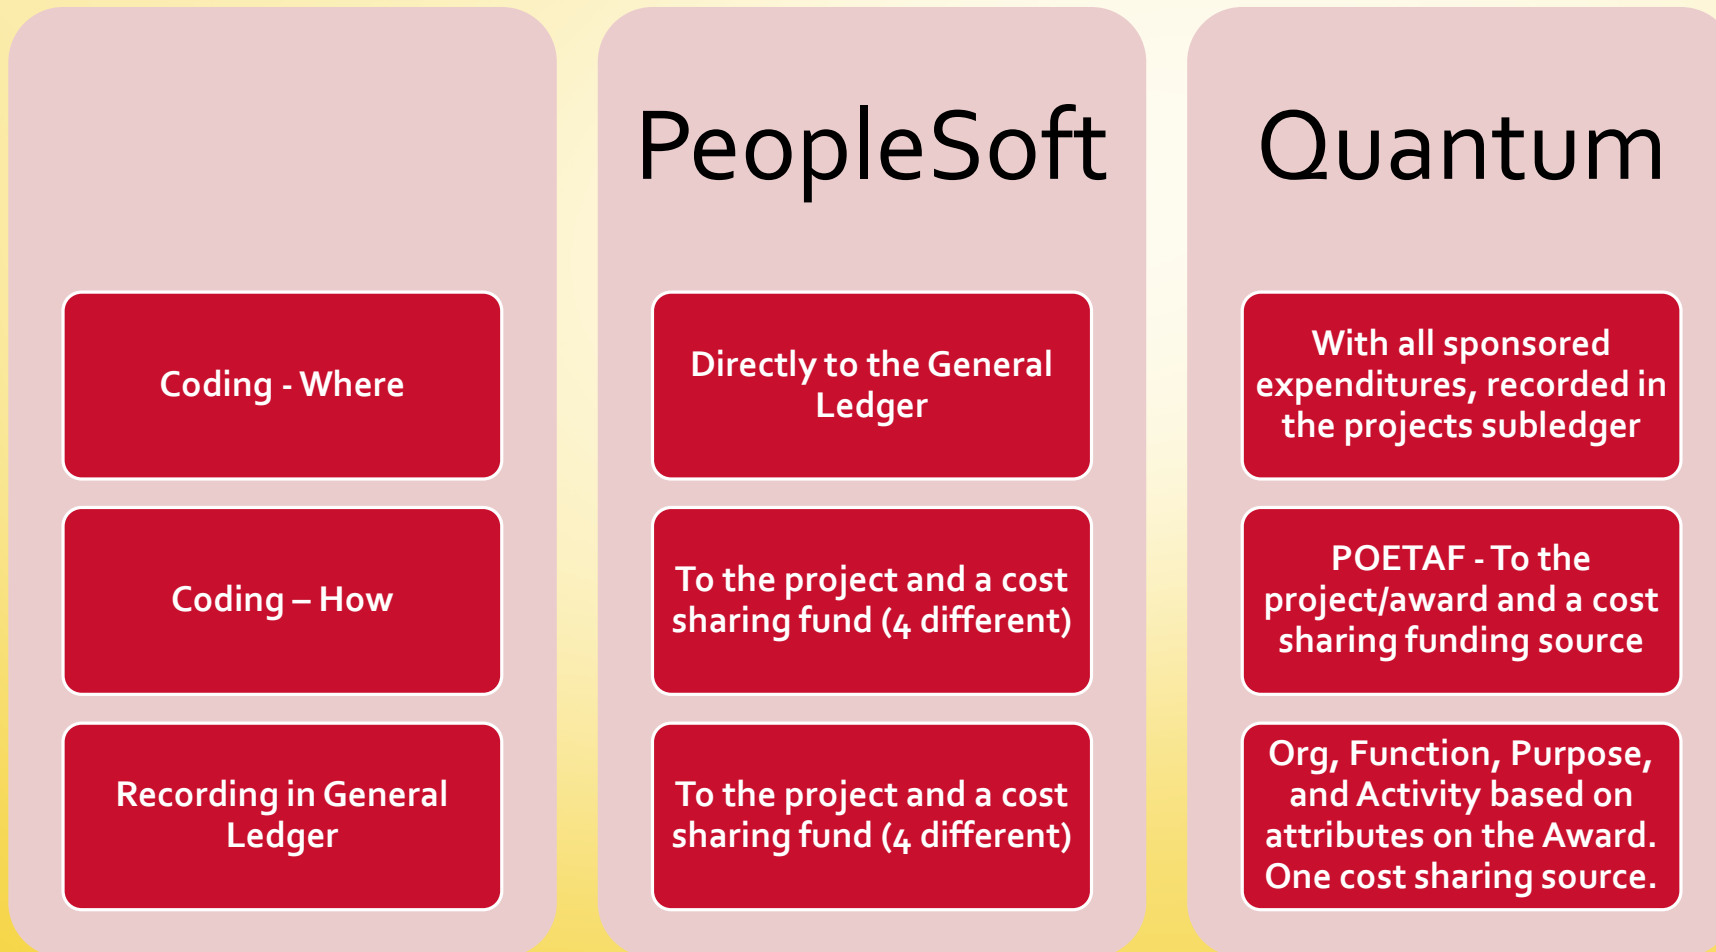 PeopleSoft
Quantum
Coding - Where
Directly to the General
Ledger
With all sponsored
expenditures, recorded in
the projects subledger
Coding – How
To the project and a cost
sharing fund (4 different)
POETAF - To the
project/award and a cost
sharing funding source
Recording in General
Ledger
To the project and a cost
sharing fund (4 different)
Org, Function, Purpose,
and Activity based on
attributes on the Award.
One cost sharing source.